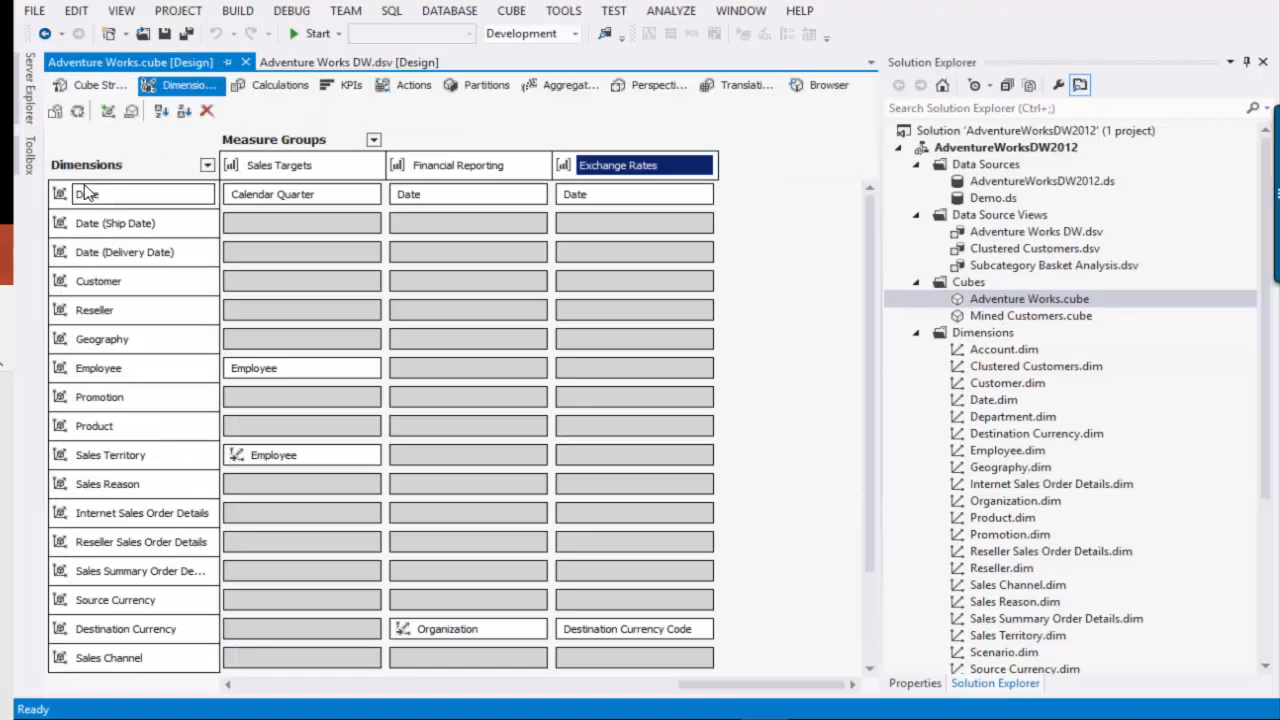 FILE EDIT VIEW PROJECT BUILD DEBUG TEAM SQL DATABASE CUBE TOOLS TEST ANALYZE WINDOW HELP
Start Development
Server Explorer
Toolbox
Adventure Works.cube [Design] Adventure Works DW.dsv [Design]
Cube Str... Dimensio... Calculations KPIs Actions Partitions Aggregat... Perspecti... Translati... Browser
Measure Groups
Dimensions Sales Targets Financial Reporting Exchange Rates
Date Calendar Quarter Date Date
Date (Ship Date)
Date (Delivery Date)
Customer
Reseller
Geography
Employee Employee
Promotion
Product
Sales Territory Employee
Sales Reason
Internet Sales Order Details
Reseller Sales Order Details
Sales Summary Order De...
Source Currency
Destination Currency Organization Destination Currency Code
Sales Channel
Solution Explorer
Search Solution Explorer (Ctrl+;)
Solution 'AdventureWorksDW2012' (1 project)
AdventureWorksDW2012
Data Sources
AdventureWorksDW2012.ds
Demo.ds
Data Source Views
Adventure Works DW.dsv
Clustered Customers.dsv
Subcategory Basket Analysis.dsv
Cubes
Adventure Works.cube
Mined Customers.cube
Dimensions
Account.dim
Clustered Customers.dim
Customer.dim
Date.dim
Department.dim
Destination Currency.dim
Employee.dim
Geography.dim
Internet Sales Order Details.dim
Organization.dim
Product.dim
Promotion.dim
Reseller Sales Order Details.dim
Reseller.dim
Sales Channel.dim
Sales Reason.dim
Sales Summary Order Details.dim
Sales Territory.dim
Scenario.dim
Source Currency.dim
Properties Solution Explorer
Ready